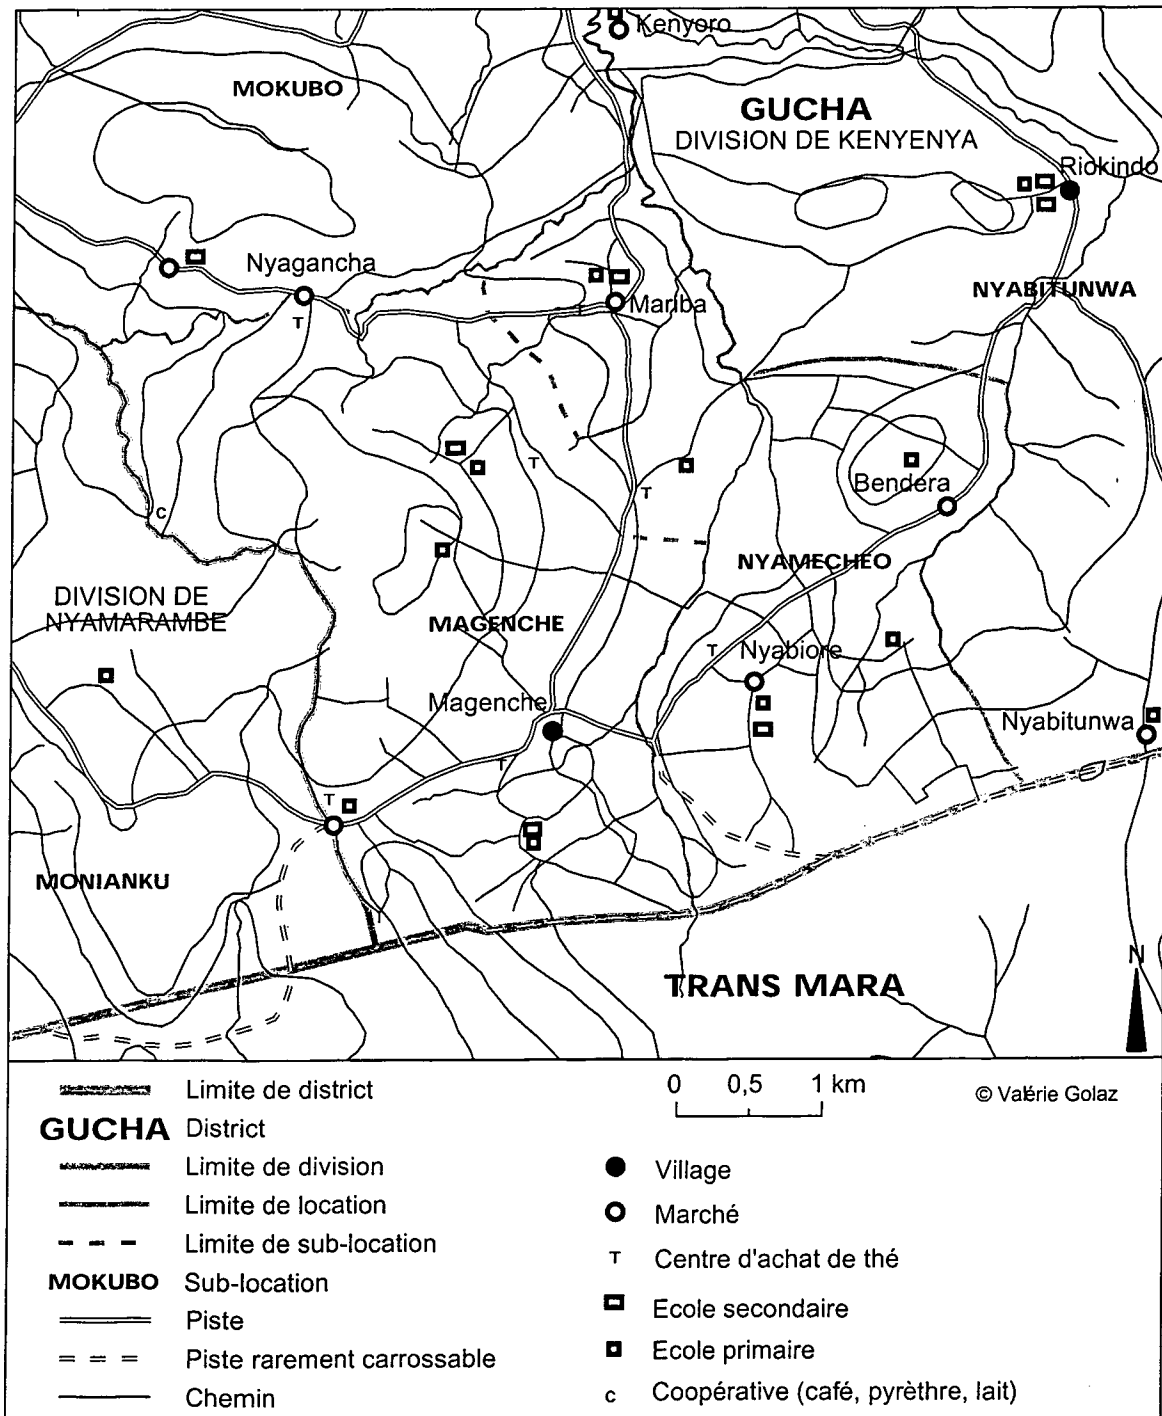 Kenyoro
MOKUBO
GUCHA
DIVISION DE KENYENYA
Riokindo
Nyagancha
NYABITUNWA
Mariba
T
T
T
Bendera
T
C
NYAMECHEO
DIVISION DE
NYAMARAMBE
MAGENCHE
T
Nyabiore
Magenche
Nyabitunwa
T
T
MONIANKU
T
N
TRANS MARA
Limite de district
GUCHA District
Limite de division
Limite de location
Limite de sub-location
MOKUBO Sub-location
Piste
Piste rarement carrossable
Chemin
0 0,5 1 km
© Valérie Golaz
Village
Marché
T Centre d'achat de thé
Ecole secondaire
Ecole primaire
C Coopérative (café, pyrèthre, lait)